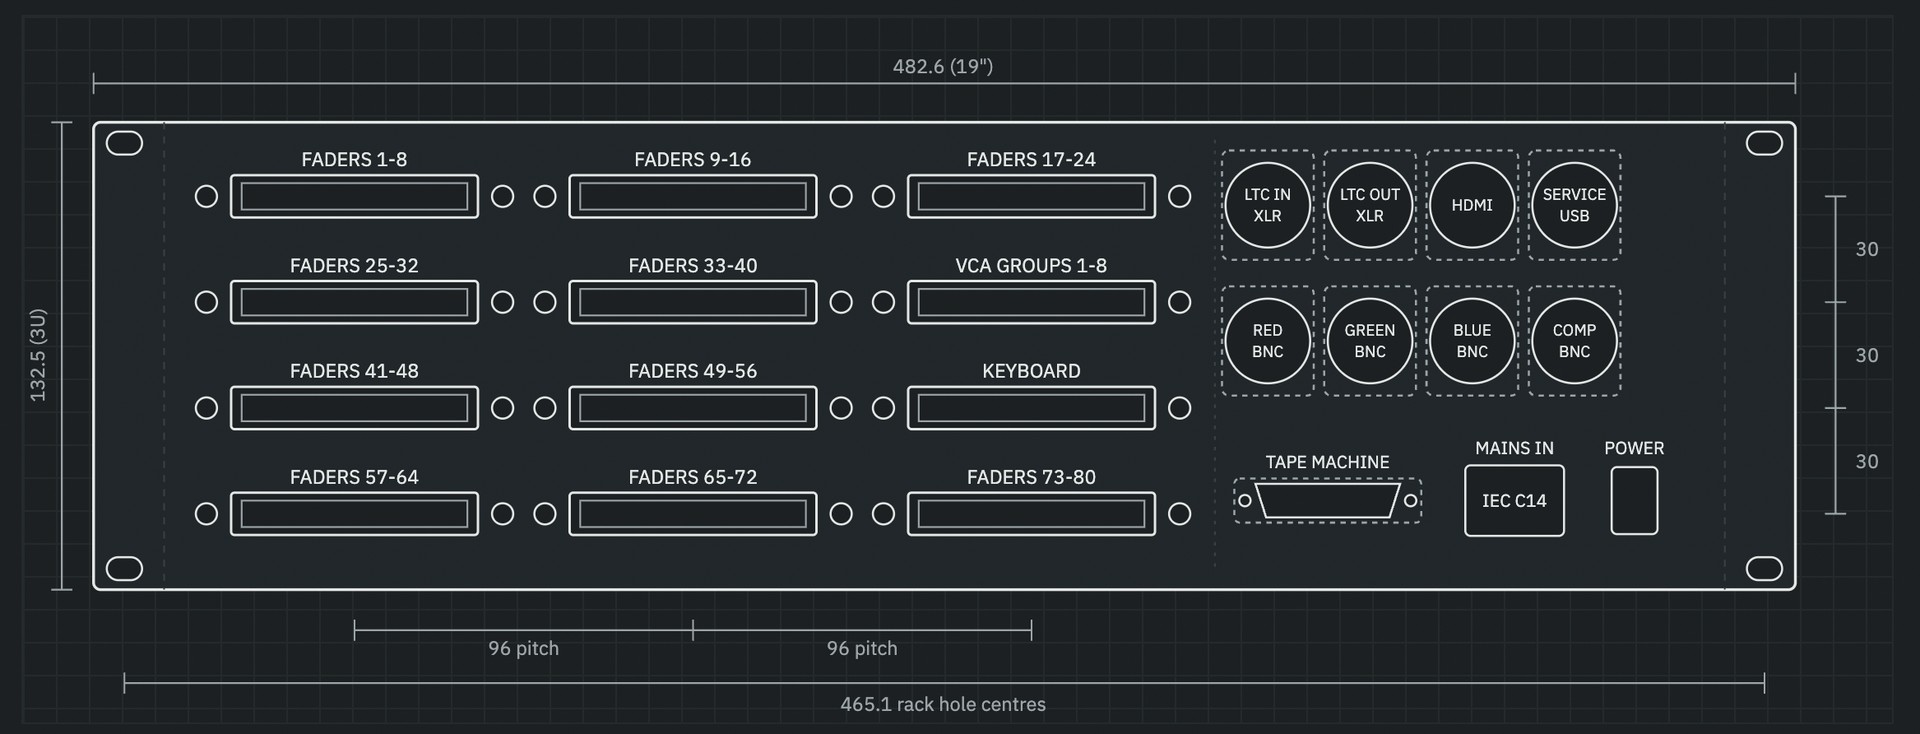 482.6 (19")
132.5 (3U)
FADERS 1-8
FADERS 9-16
FADERS 17-24
LTC IN
XLR
LTC OUT
XLR
HDMI
SERVICE
USB
FADERS 25-32
FADERS 33-40
VCA GROUPS 1-8
30
RED
BNC
GREEN
BNC
BLUE
BNC
COMP
BNC
30
FADERS 41-48
FADERS 49-56
KEYBOARD
FADERS 57-64
FADERS 65-72
FADERS 73-80
TAPE MACHINE
MAINS IN
IEC C14
POWER
30
96 pitch
96 pitch
465.1 rack hole centres